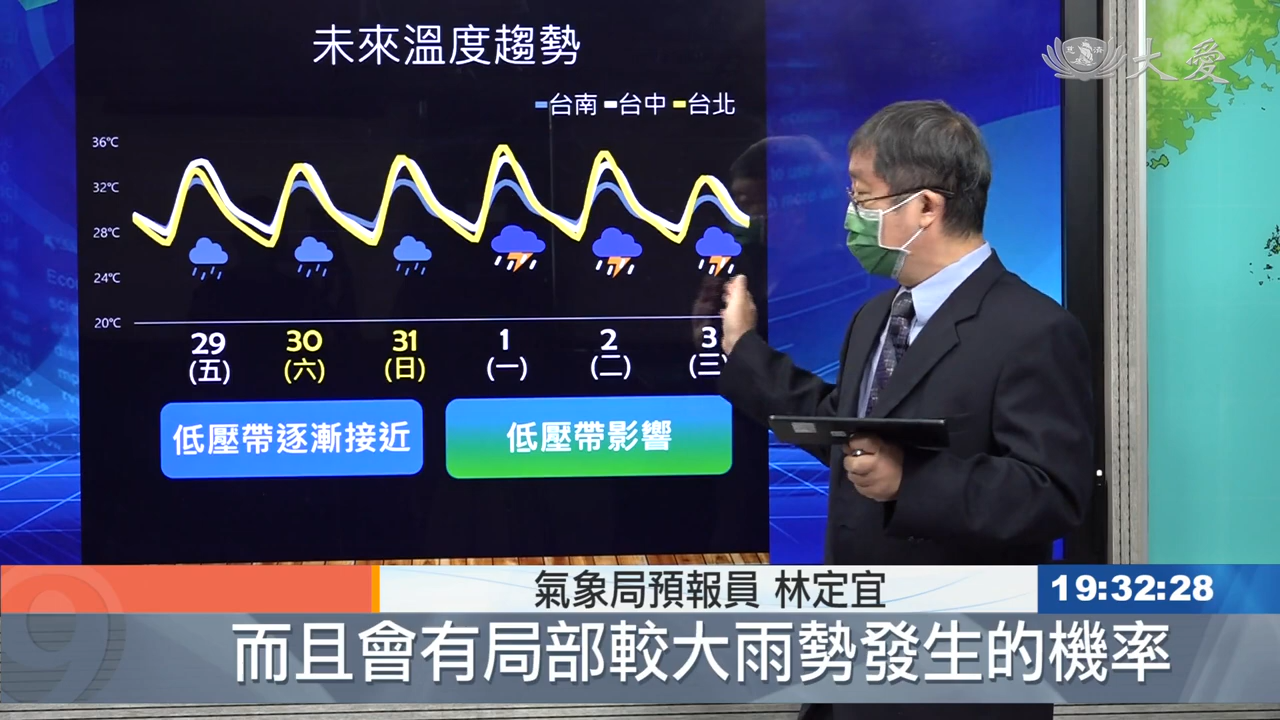 未來溫度趨勢
慈 濟 大愛
台南 台中 台北
36°C
32°C
28°C
24°C
20°C
29 30 31 1 2 3
(五) (六) (日) (一) (二) (三
低壓帶逐漸接近 低壓帶影響
氣象局預報員 林定宜 19:32:28
而且會有局部較大雨勢發生的機率